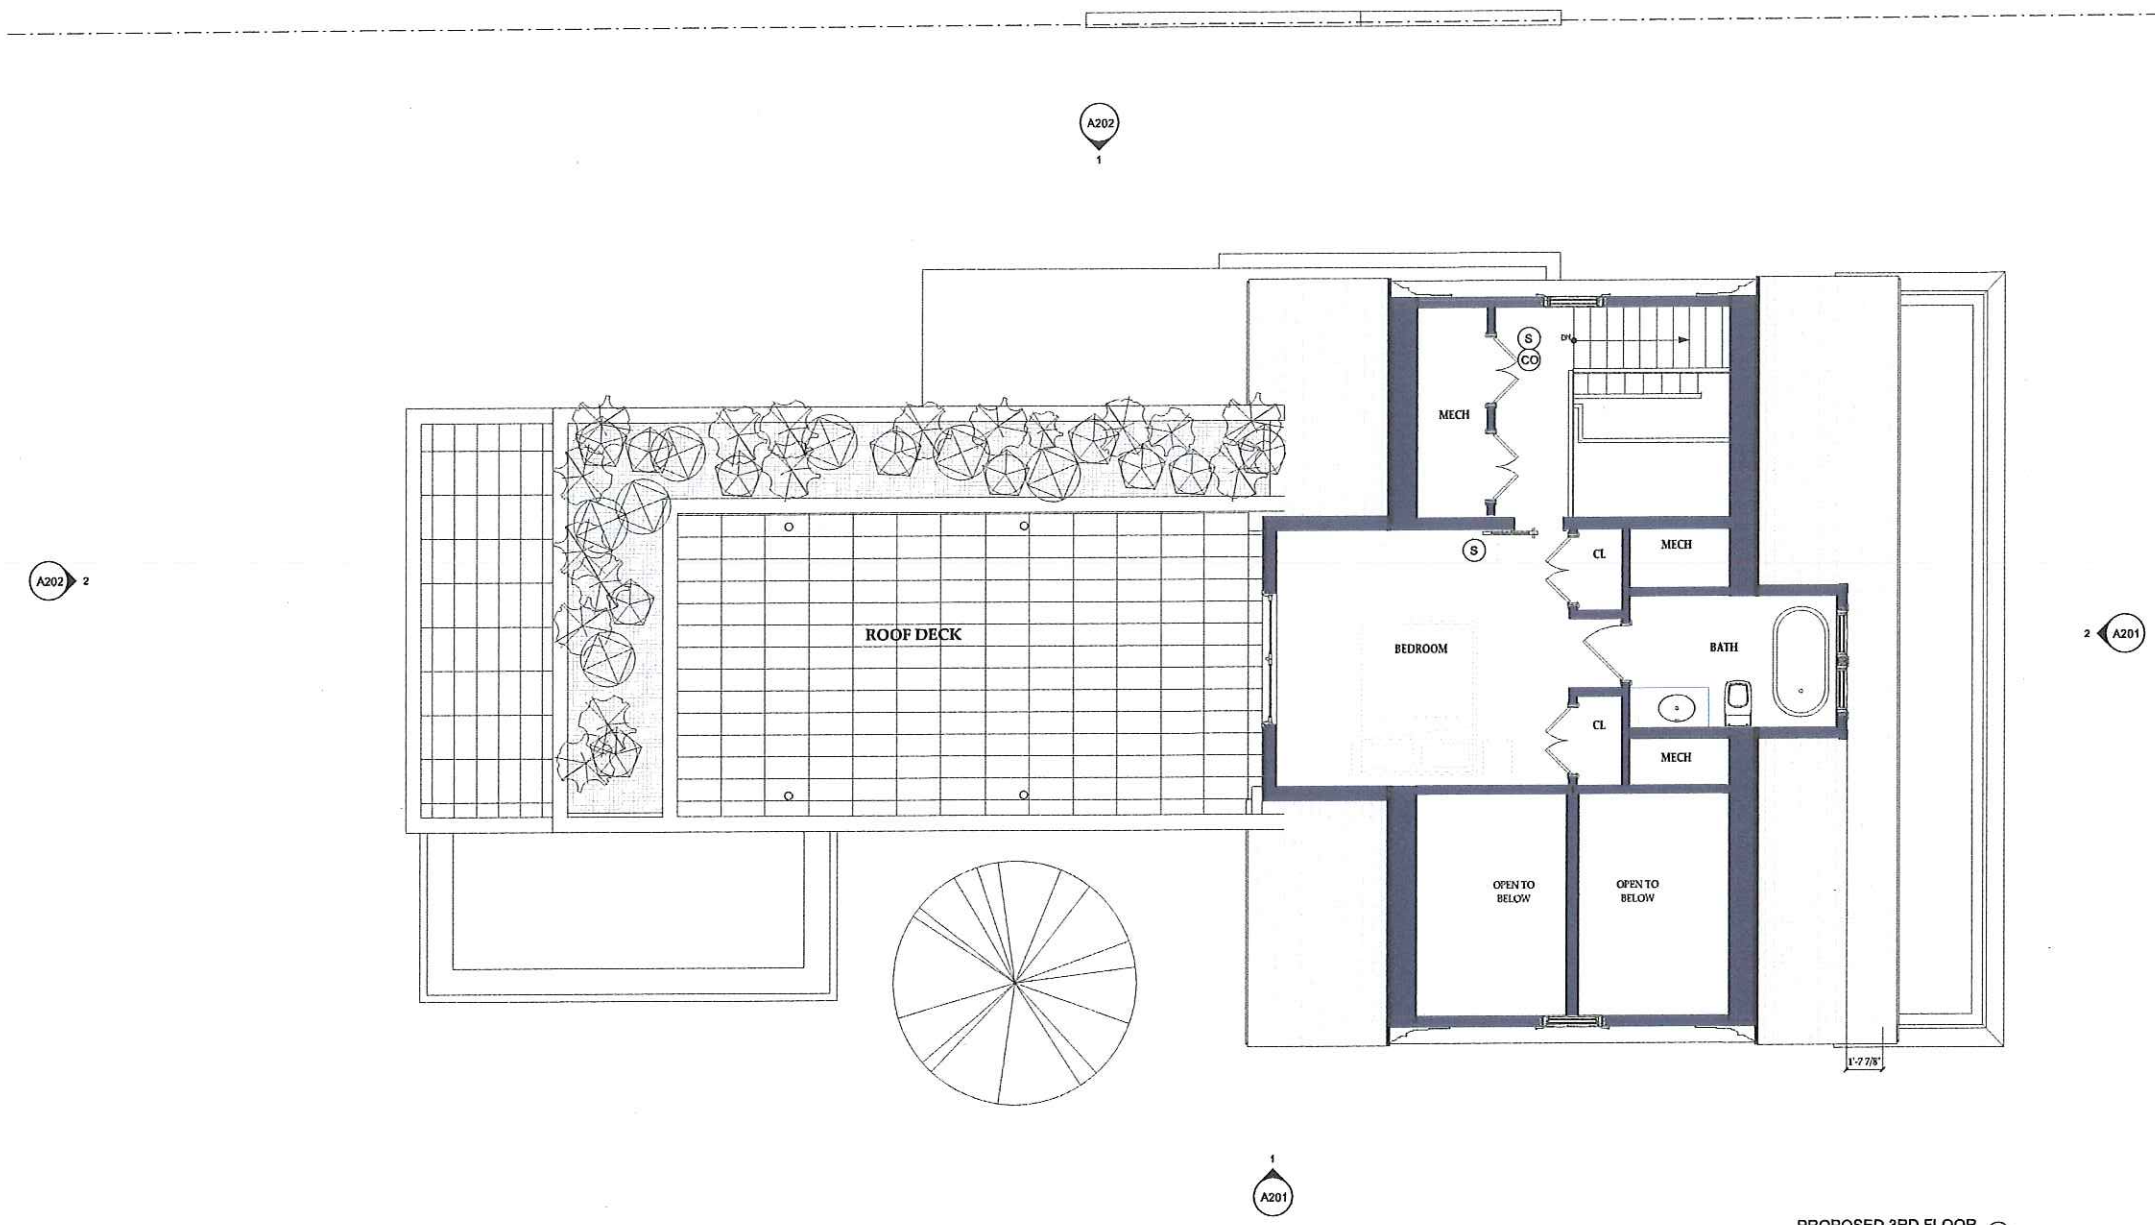 A202
1
S
DN
CO
MECH
S
CL
MECH
A202 2
ROOF DECK
BEDROOM
BATH
2 A201
CL
MECH
OPEN TO
BELOW
OPEN TO
BELOW
1'-7 7/8"
1
A201
PROPOSED 3RD FLOOR